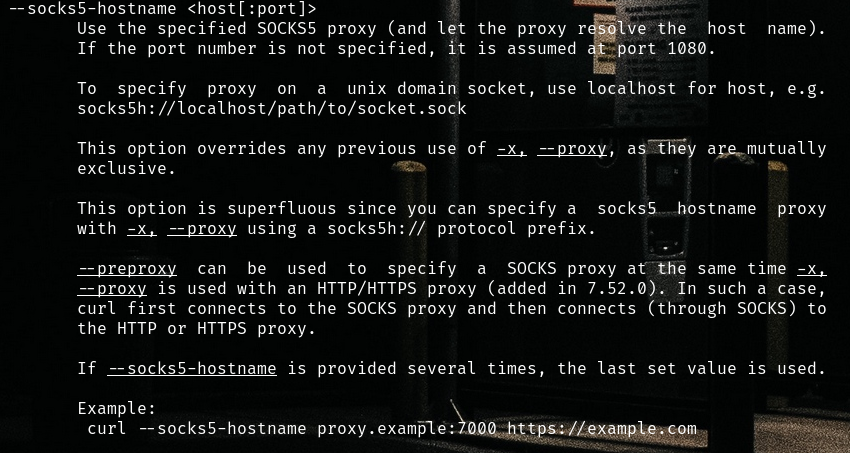 --socks5-hostname <host[:port]>
Use the specified SOCKS5 proxy (and let the proxy resolve the host name).
If the port number is not specified, it is assumed at port 1080.
To specify proxy on a unix domain socket, use localhost for host, e.g.
socks5h://localhost/path/to/socket.sock
This option overrides any previous use of -x, --proxy, as they are mutually
exclusive.
This option is superfluous since you can specify a socks5 hostname proxy
with -x, --proxy using a socks5h:// protocol prefix.
--preproxy can be used to specify a SOCKS proxy at the same time -x,
--proxy is used with an HTTP/HTTPS proxy (added in 7.52.0). In such a case,
curl first connects to the SOCKS proxy and then connects (through SOCKS) to
the HTTP or HTTPS proxy.
If --socks5-hostname is provided several times, the last set value is used.
Example:
curl --socks5-hostname proxy.example:7000 https://example.com